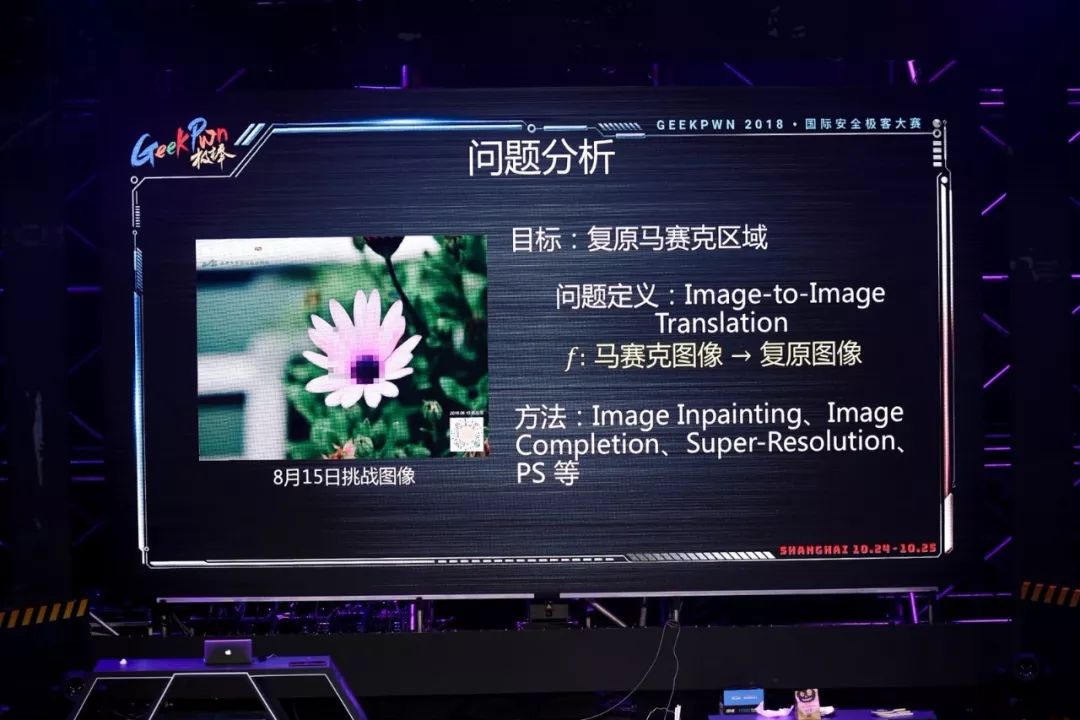 GeekPwn
极棒
GEEKPWN 2018 · 国际安全极客大赛
问题分析
目标：复原马赛克区域
问题定义：Image-to-Image
Translation
f: 马赛克图像 → 复原图像
方法：Image Inpainting、Image
Completion、Super-Resolution、
PS 等
8月15日挑战图像
SHANGHAI 10.24-10.25